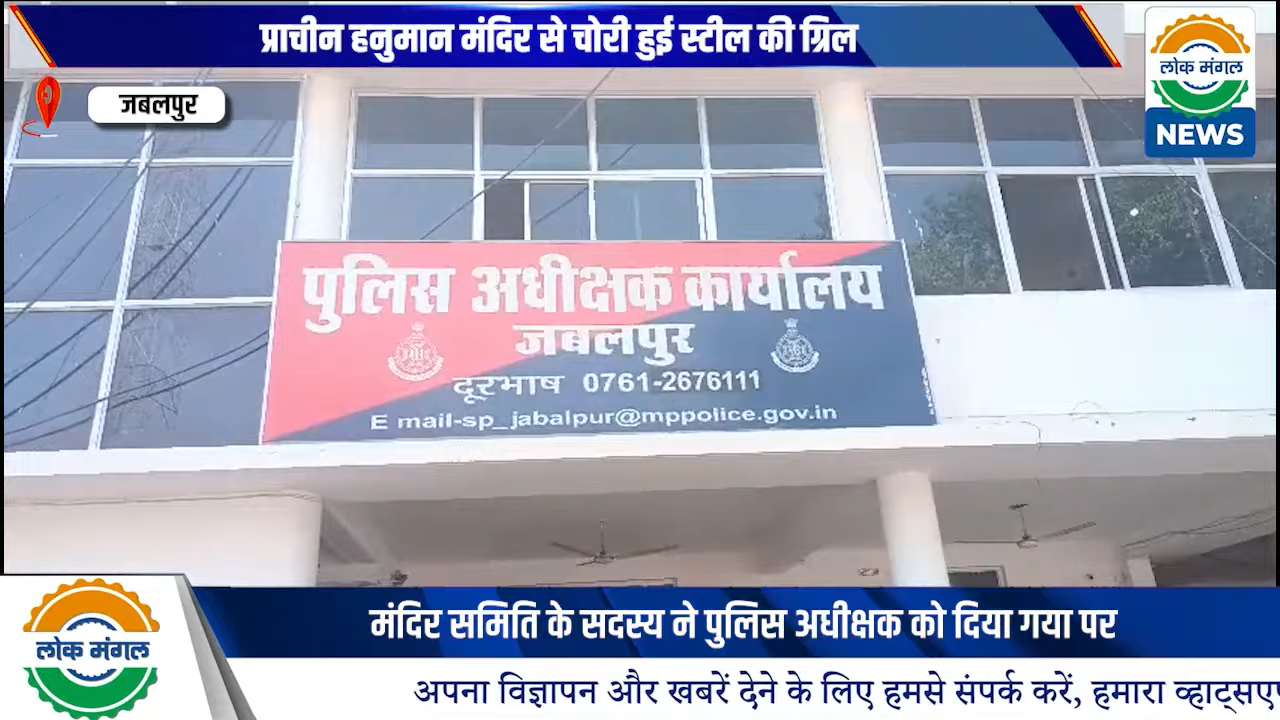 प्राचीन हनुमान मंदिर से चोरी हुई स्टील की ग्रिल
जबलपुर
लोक मंगल
NEWS
पुलिस अधीक्षक कार्यालय
जबलपुर
दूरभाष 0761-2676111
E mail-sp_jabalpur@mppolice.gov.in
लोक मंगल
मंदिर समिति के सदस्य ने पुलिस अधीक्षक को दिया गया पर
अपना विज्ञापन और खबरें देने के लिए हमसे संपर्क करें, हमारा व्हाट्सए